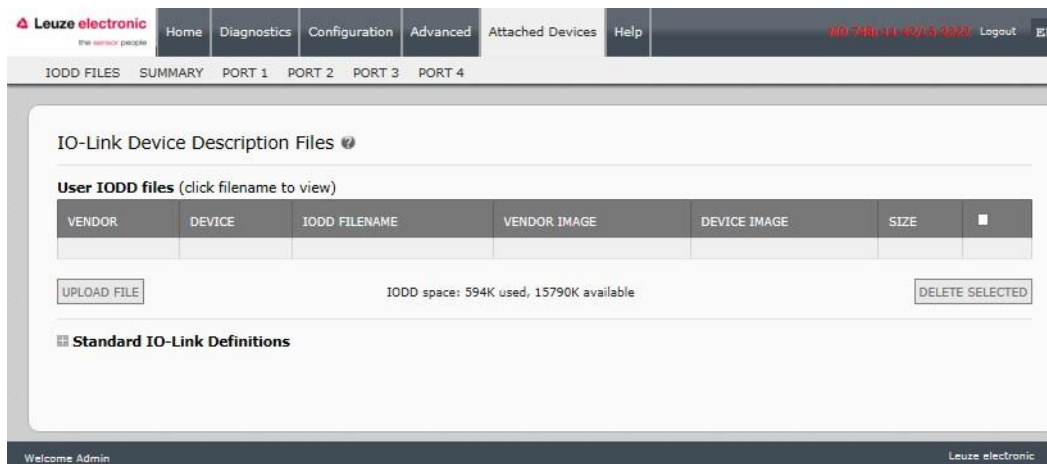 Leuze electronic
the sensor people
Home Diagnostics Configuration Advanced Attached Devices Help
Logout
IODD FILES SUMMARY PORT 1 PORT 2 PORT 3 PORT 4
IO-Link Device Description Files ?
User IODD files (click filename to view)
VENDOR DEVICE IODD FILENAME VENDOR IMAGE DEVICE IMAGE SIZE
UPLOAD FILE IODD space: 594K used, 15790K available DELETE SELECTED
Standard IO-Link Definitions
Welcome Admin Leuze electronic